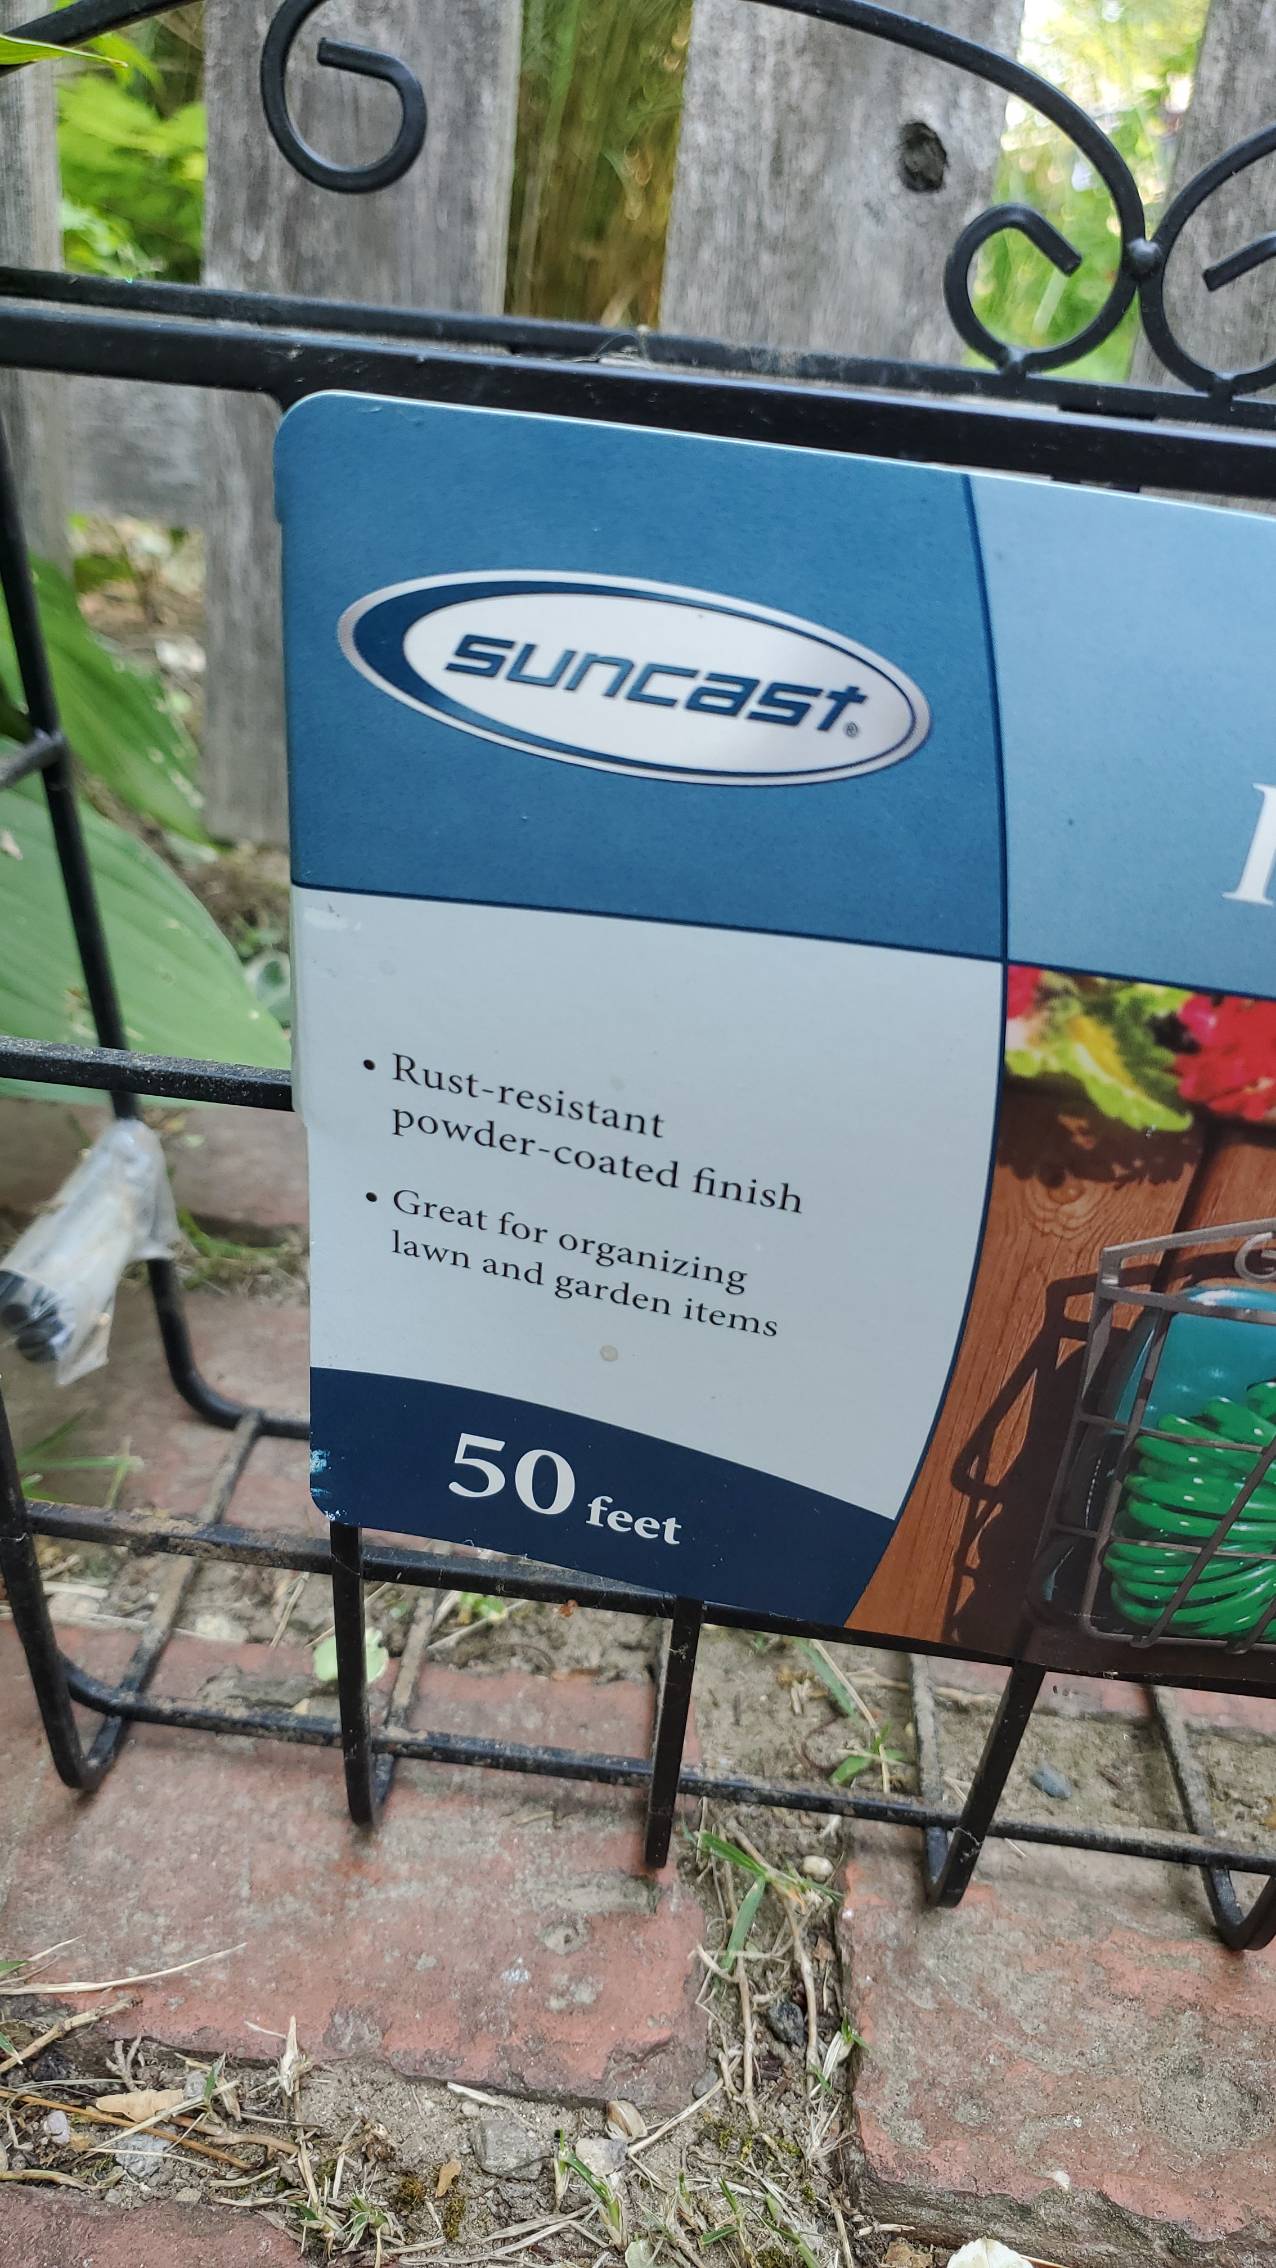 suncast®
• Rust-resistant
powder-coated finish
• Great for organizing
lawn and garden items
50 feet